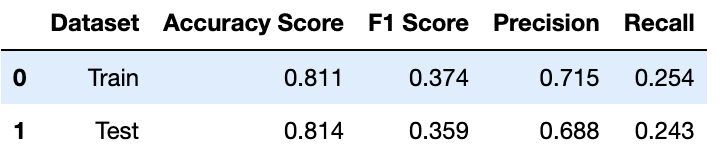 Dataset Accuracy Score F1 Score Precision Recall
0 Train 0.811 0.374 0.715 0.254
1 Test 0.814 0.359 0.688 0.243